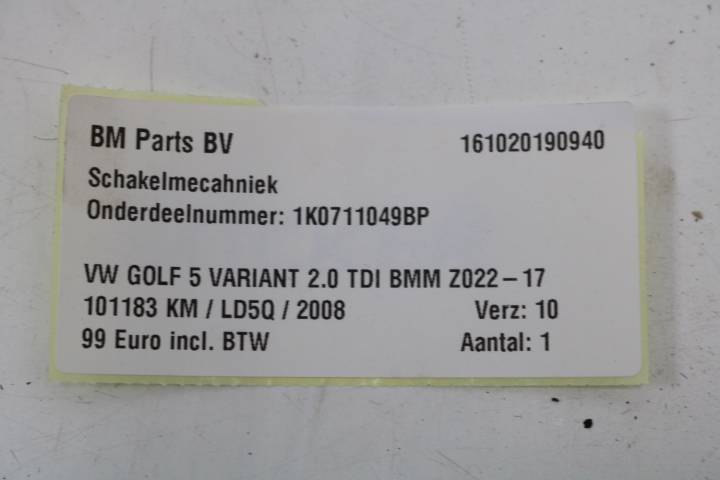 BM Parts BV 161020190940
Schakelmecahniek
Onderdeelnummer: 1K0711049BP
VW GOLF 5 VARIANT 2.0 TDI BMM Z022-17
101183 KM / LD5Q / 2008 Verz: 10
99 Euro incl. BTW Aantal: 1